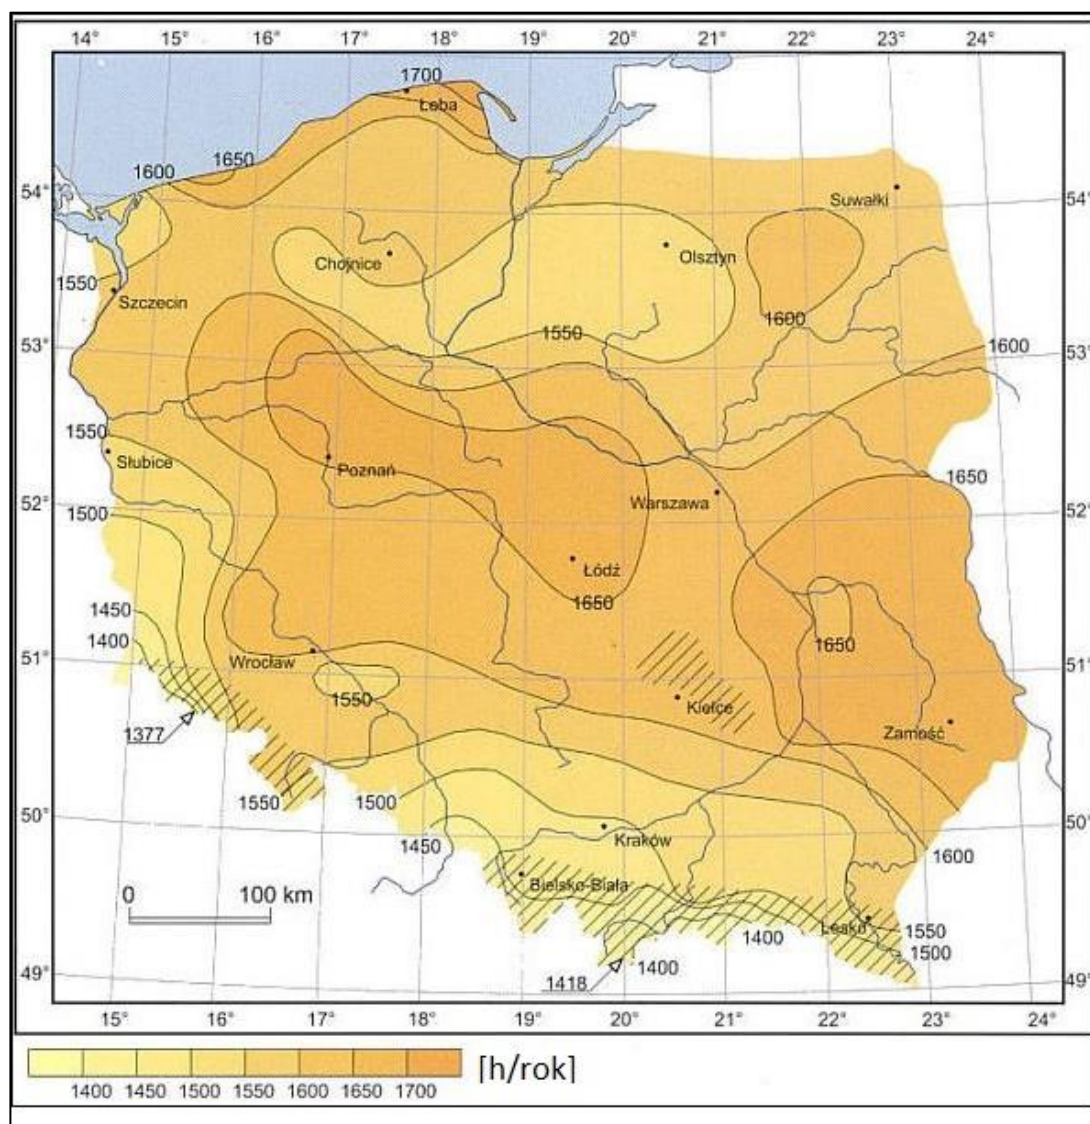 14° 15° 16° 17° 18° 19° 20° 21° 22° 23° 24°
1700
Łeba
1650
1600
54° 54°
Suwałki
Chojnice
Olsztyn
1550
Szczecin
1600
1550
53° 53°
1600
1550
Słubice
Poznań
1650
Warszawa
52° 52°
1500
Łódź
1650
1450
1650
1400
51° 51°
Wrocław
1550
Kielce
Zamość
1377
1550
1500
50° 50°
Kraków
1450
1600
Bielsko-Biała
0 100 km
Lesko
1550
1400
1500
1400
1418
49° 49°
15° 16° 17° 18° 19° 20° 21° 22° 23° 24°
1400 1450 1500 1550 1600 1650 1700
[h/rok]